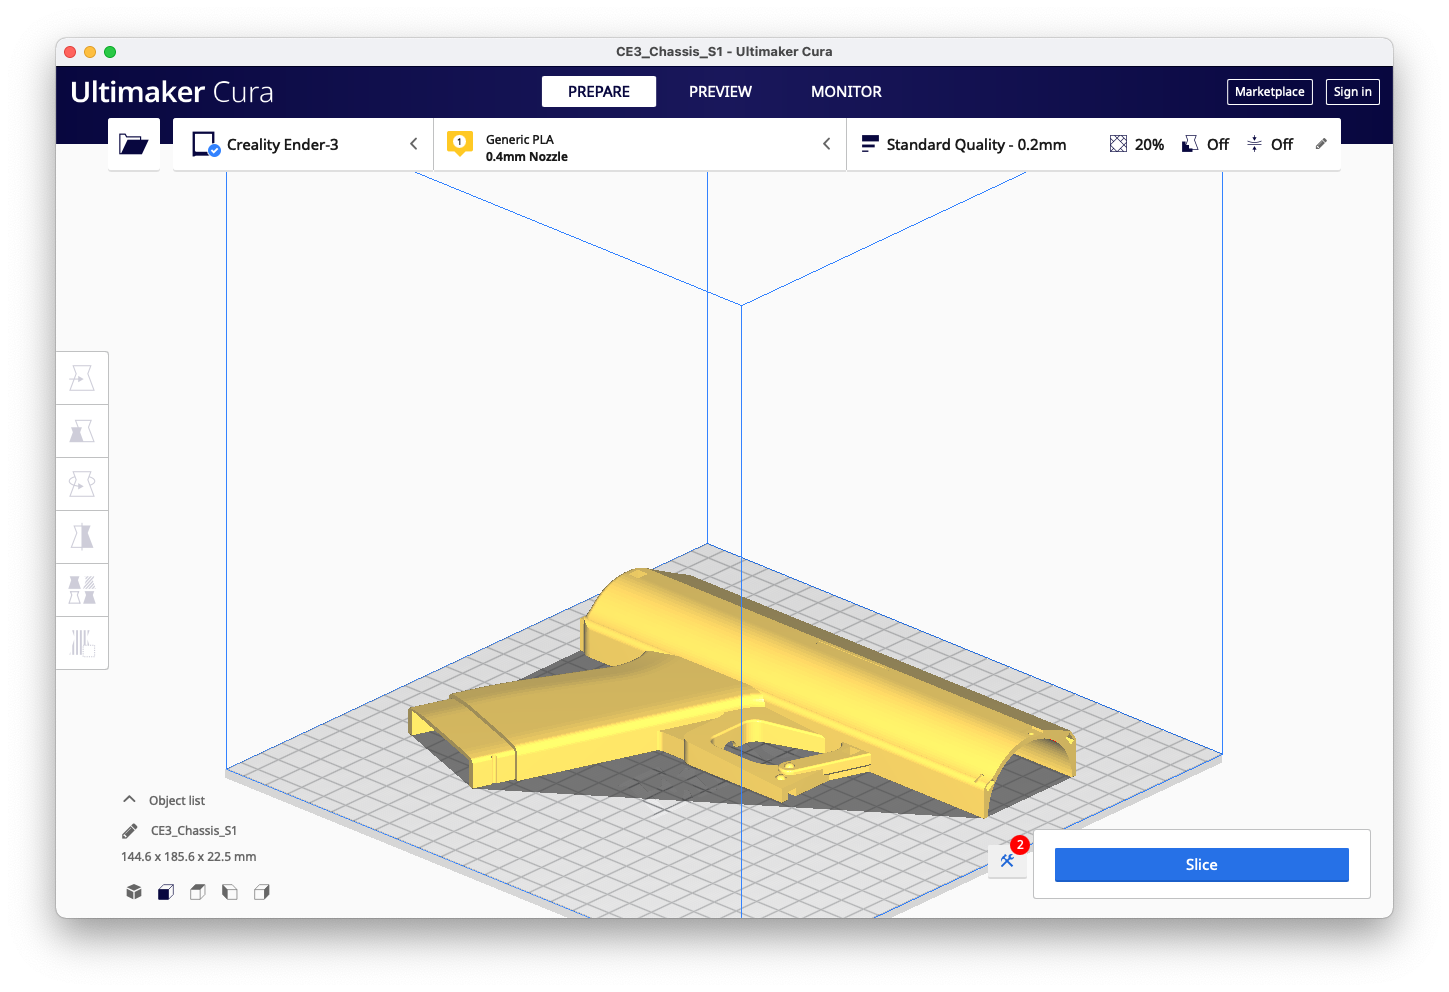 CE3_Chassis_S1 - Ultimaker Cura
Ultimaker Cura
PREPARE
PREVIEW
MONITOR
Marketplace
Sign in
Creality Ender-3
1
Generic PLA
0.4mm Nozzle
Standard Quality - 0.2mm
20%
Off
Off
Object list
CE3_Chassis_S1
144.6 x 185.6 x 22.5 mm
2
Slice